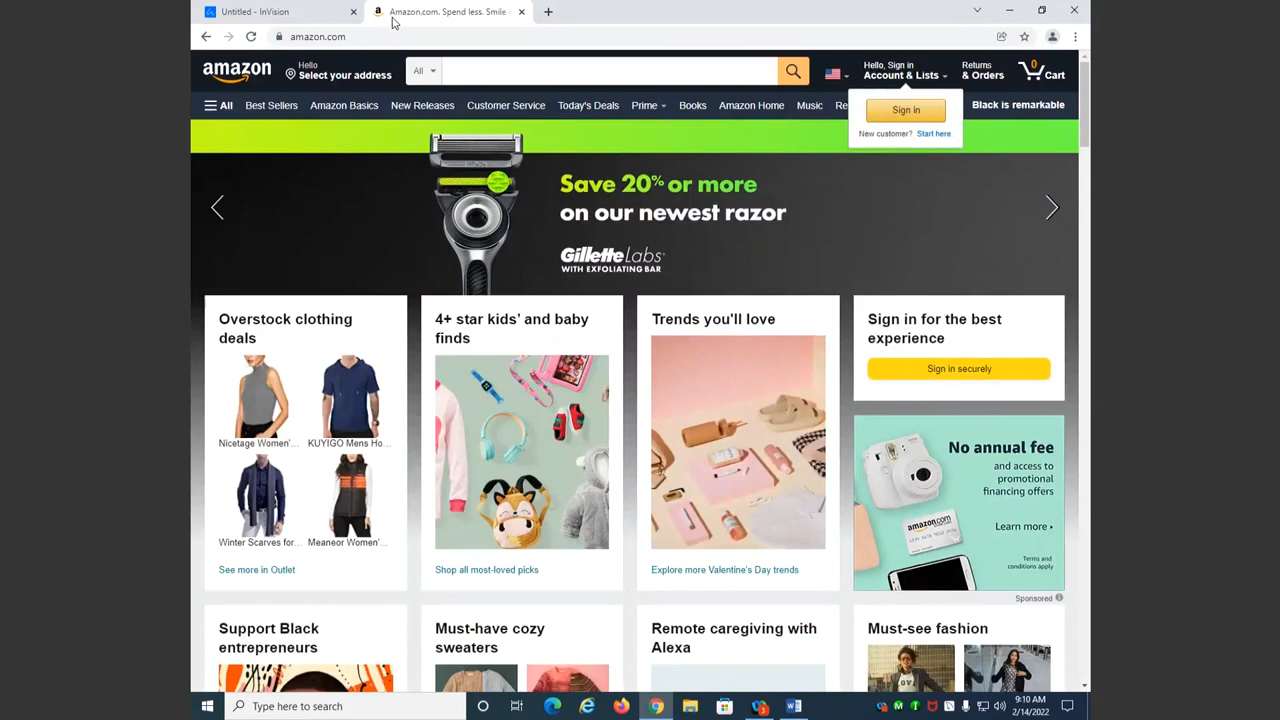 Untitled - InVision
Amazon.com. Spend less. Smile
amazon.com
amazon
Hello
Select your address
All
Hello, Sign in
Account & Lists
Returns
& Orders
0
Cart
All
Best Sellers
Amazon Basics
New Releases
Customer Service
Today's Deals
Prime
Books
Amazon Home
Music
Re
Black is remarkable
Sign in
New customer? Start here.
Save 20% or more
on our newest razor
Gillette Labs
WITH EXFOLIATING BAR
Overstock clothing
deals
Nicetage Women'...
KUYIGO Mens Ho...
Winter Scarves for...
Meaneor Women'...
See more in Outlet
4+ star kids' and baby
finds
Shop all most-loved picks
Trends you'll love
Explore more Valentine's Day trends
Sign in for the best
experience
Sign in securely
No annual fee
and access to
promotional
financing offers
amazon.com
Learn more
Terms and
conditions apply
Sponsored
Support Black
entrepreneurs
Must-have cozy
sweaters
Remote caregiving with
Alexa
Must-see fashion
Type here to search
3
9:10 AM
2/14/2022